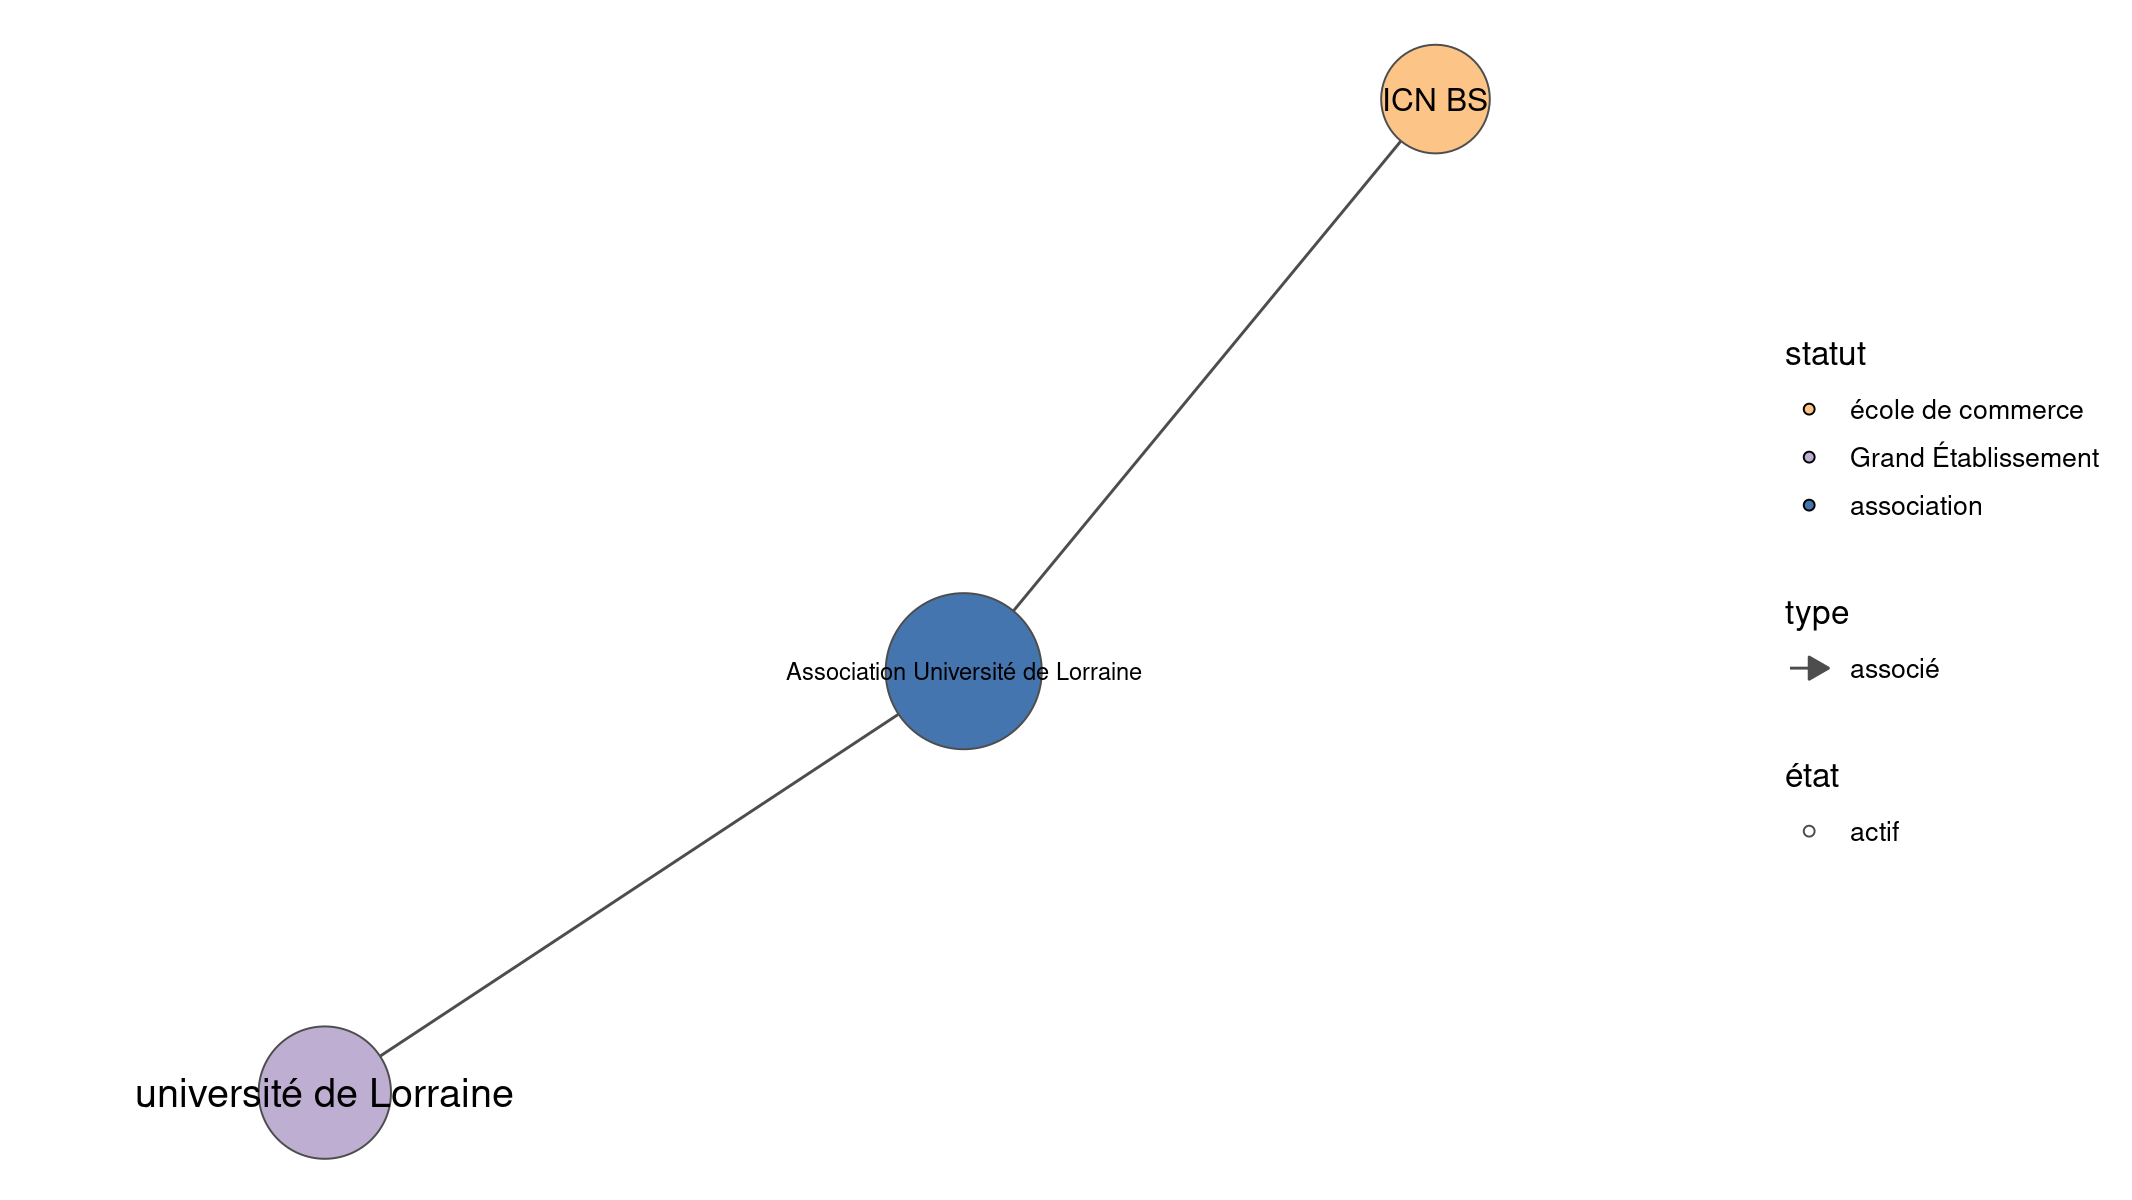 ICN BS
Association Université de Lorraine
université de Lorraine
statut
école de commerce
Grand Établissement
association
type
associé
état
actif